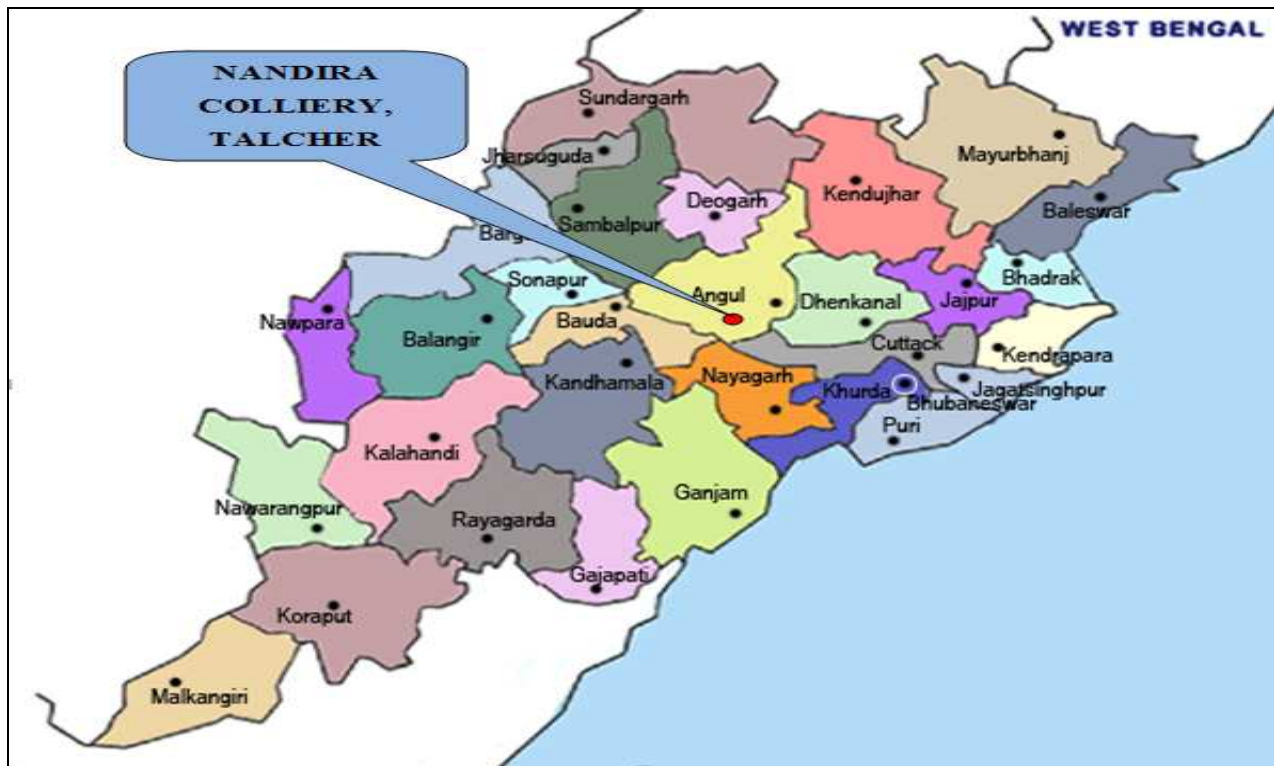 WEST BENGAL
NANDIRA
COLLIERY,
TALCHER
Sundargarh
Jharsuguda
Mayurbhanj
Kendujhar
Deogarh
Baleswar
Sambalpur
Barg
Bhadrak
Sonapur
Angul
Dhenkanal
Jajpur
Nawpara
Bauda
Balangir
Cuttack
Kendrapara
Kandhamala
Nayagarh
Khurda
Jagatsinghpur
Bhubaneswar
Puri
Kalahandi
Ganjam
Nawarangpur
Rayagarda
Gajapati
Koraput
Malkangiri